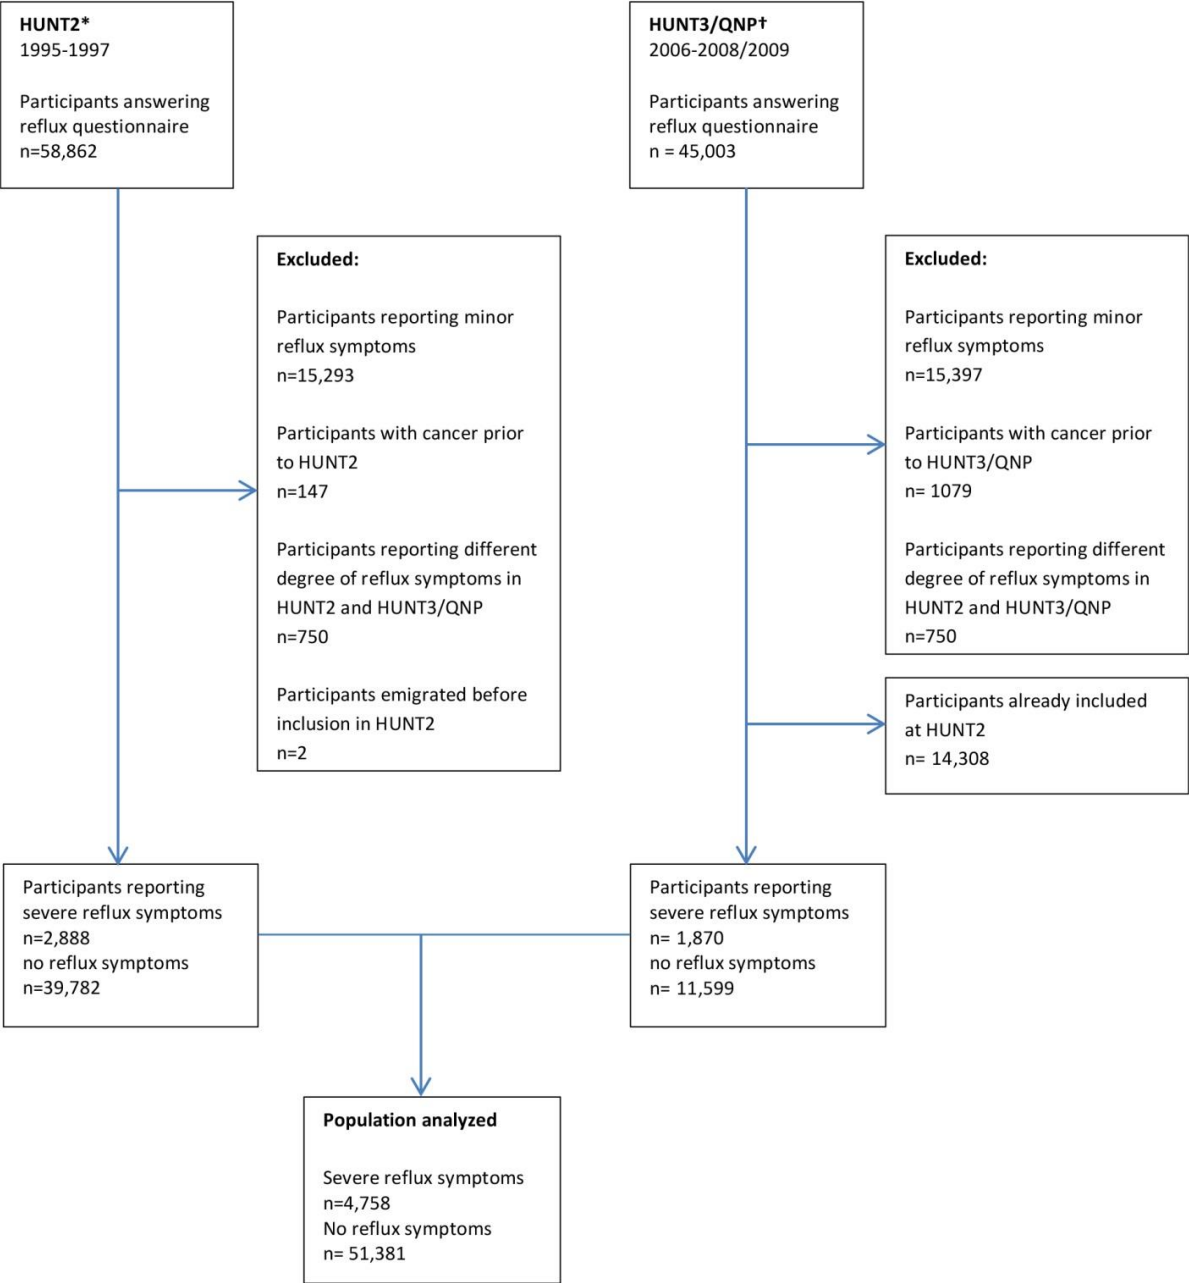 HUNT2*
1995-1997
Participants answering
reflux questionnaire
n=58,862
HUNT3/QNP†
2006-2008/2009
Participants answering
reflux questionnaire
n = 45,003
Excluded:
Participants reporting minor
reflux symptoms
n=15,293
Participants with cancer prior
to HUNT2
n=147
Participants reporting different
degree of reflux symptoms in
HUNT2 and HUNT3/QNP
n=750
Participants emigrated before
inclusion in HUNT2
n=2
Excluded:
Participants reporting minor
reflux symptoms
n=15,397
Participants with cancer prior
to HUNT3/QNP
n= 1079
Participants reporting different
degree of reflux symptoms in
HUNT2 and HUNT3/QNP
n=750
Participants already included
at HUNT2
n= 14,308
Participants reporting
severe reflux symptoms
n=2,888
no reflux symptoms
n=39,782
Participants reporting
severe reflux symptoms
n= 1,870
no reflux symptoms
n= 11,599
Population analyzed
Severe reflux symptoms
n=4,758
No reflux symptoms
n= 51,381